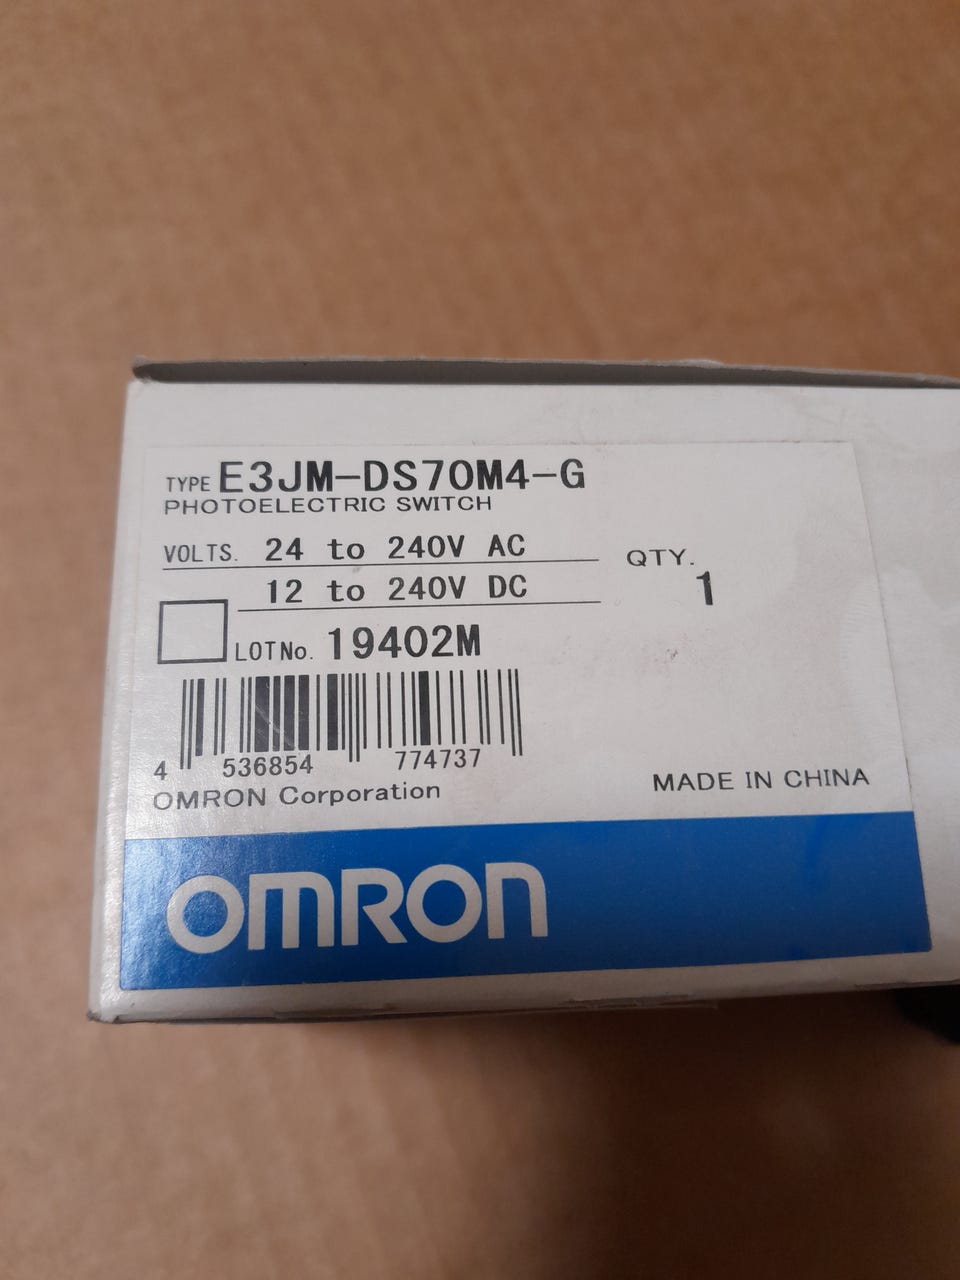 TYPE E3JM-DS70M4-G
PHOTOELECTRIC SWITCH
VOLTS. 24 to 240V AC
12 to 240V DC
QTY.
1
LOT No. 19402M
4 536854 774737
OMRON Corporation
MADE IN CHINA
OMRON